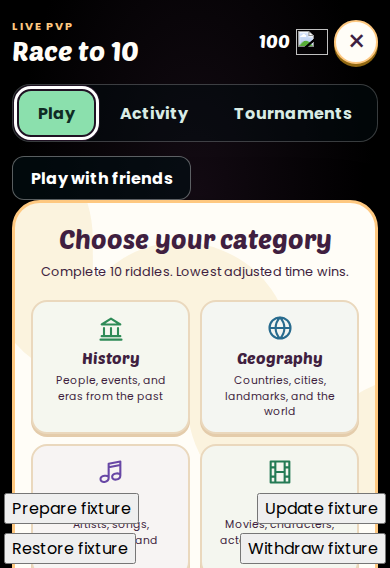 LIVE PVP
Race to 10
100
Play
Activity
Tournaments
Play with friends
Choose your category
Complete 10 riddles. Lowest adjusted time wins.
History
People, events, and
eras from the past
Geography
Countries, cities,
landmarks, and the
world
Artists, songs,
and
Movies, characters,
Prepare fixture
Update fixture
Restore fixture
Withdraw fixture